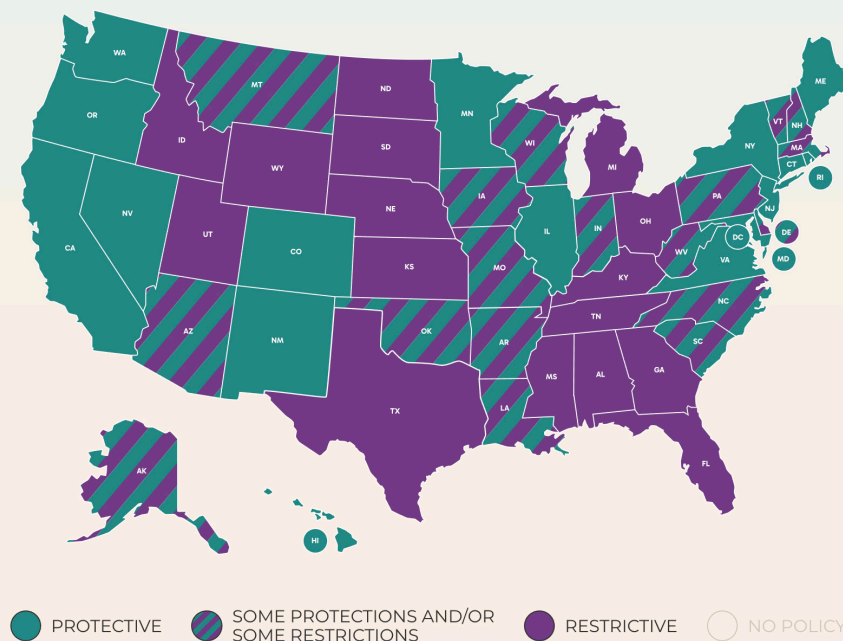 WA
OR
CA
NV
ID
MT
WY
UT
AZ
CO
NM
ND
SD
NE
KS
OK
TX
MN
IA
MO
AR
LA
WI
IL
IN
MI
OH
KY
TN
MS
AL
GA
FL
SC
NC
VA
WV
PA
NY
VT
NH
ME
MA
CT
RI
NJ
DE
DC
MD
AK
HI
PROTECTIVE
SOME PROTECTIONS AND/OR
SOME RESTRICTIONS
RESTRICTIVE
NO POLICY